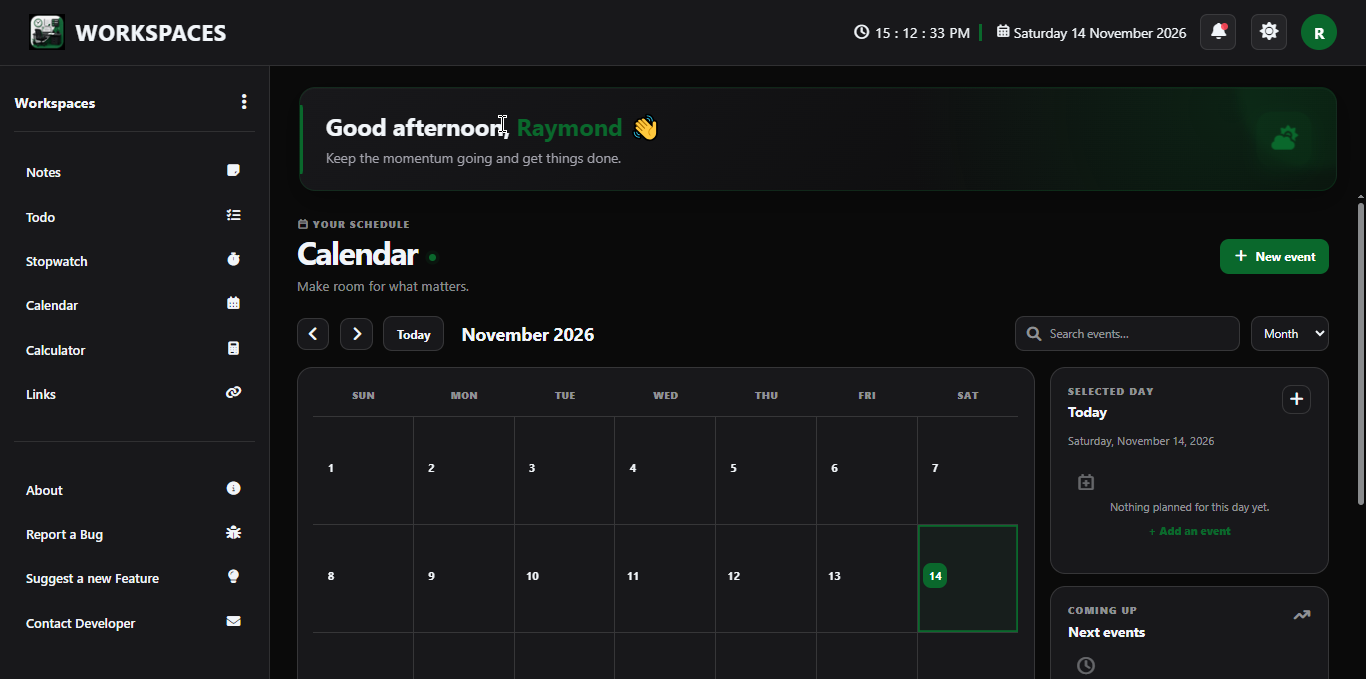 WORKSPACES
15 : 12 : 33 PM
Saturday 14 November 2026
R
Workspaces
Notes
Todo
Stopwatch
Calendar
Calculator
Links
About
Report a Bug
Suggest a new Feature
Contact Developer
Good afternoon, Raymond 👋
Keep the momentum going and get things done.
YOUR SCHEDULE
Calendar
Make room for what matters.
+ New event
Today
November 2026
Search events...
Month
SUN MON TUE WED THU FRI SAT
1 2 3 4 5 6 7
8 9 10 11 12 13 14
SELECTED DAY
Today
+
Saturday, November 14, 2026
Nothing planned for this day yet.
+ Add an event
COMING UP
Next events